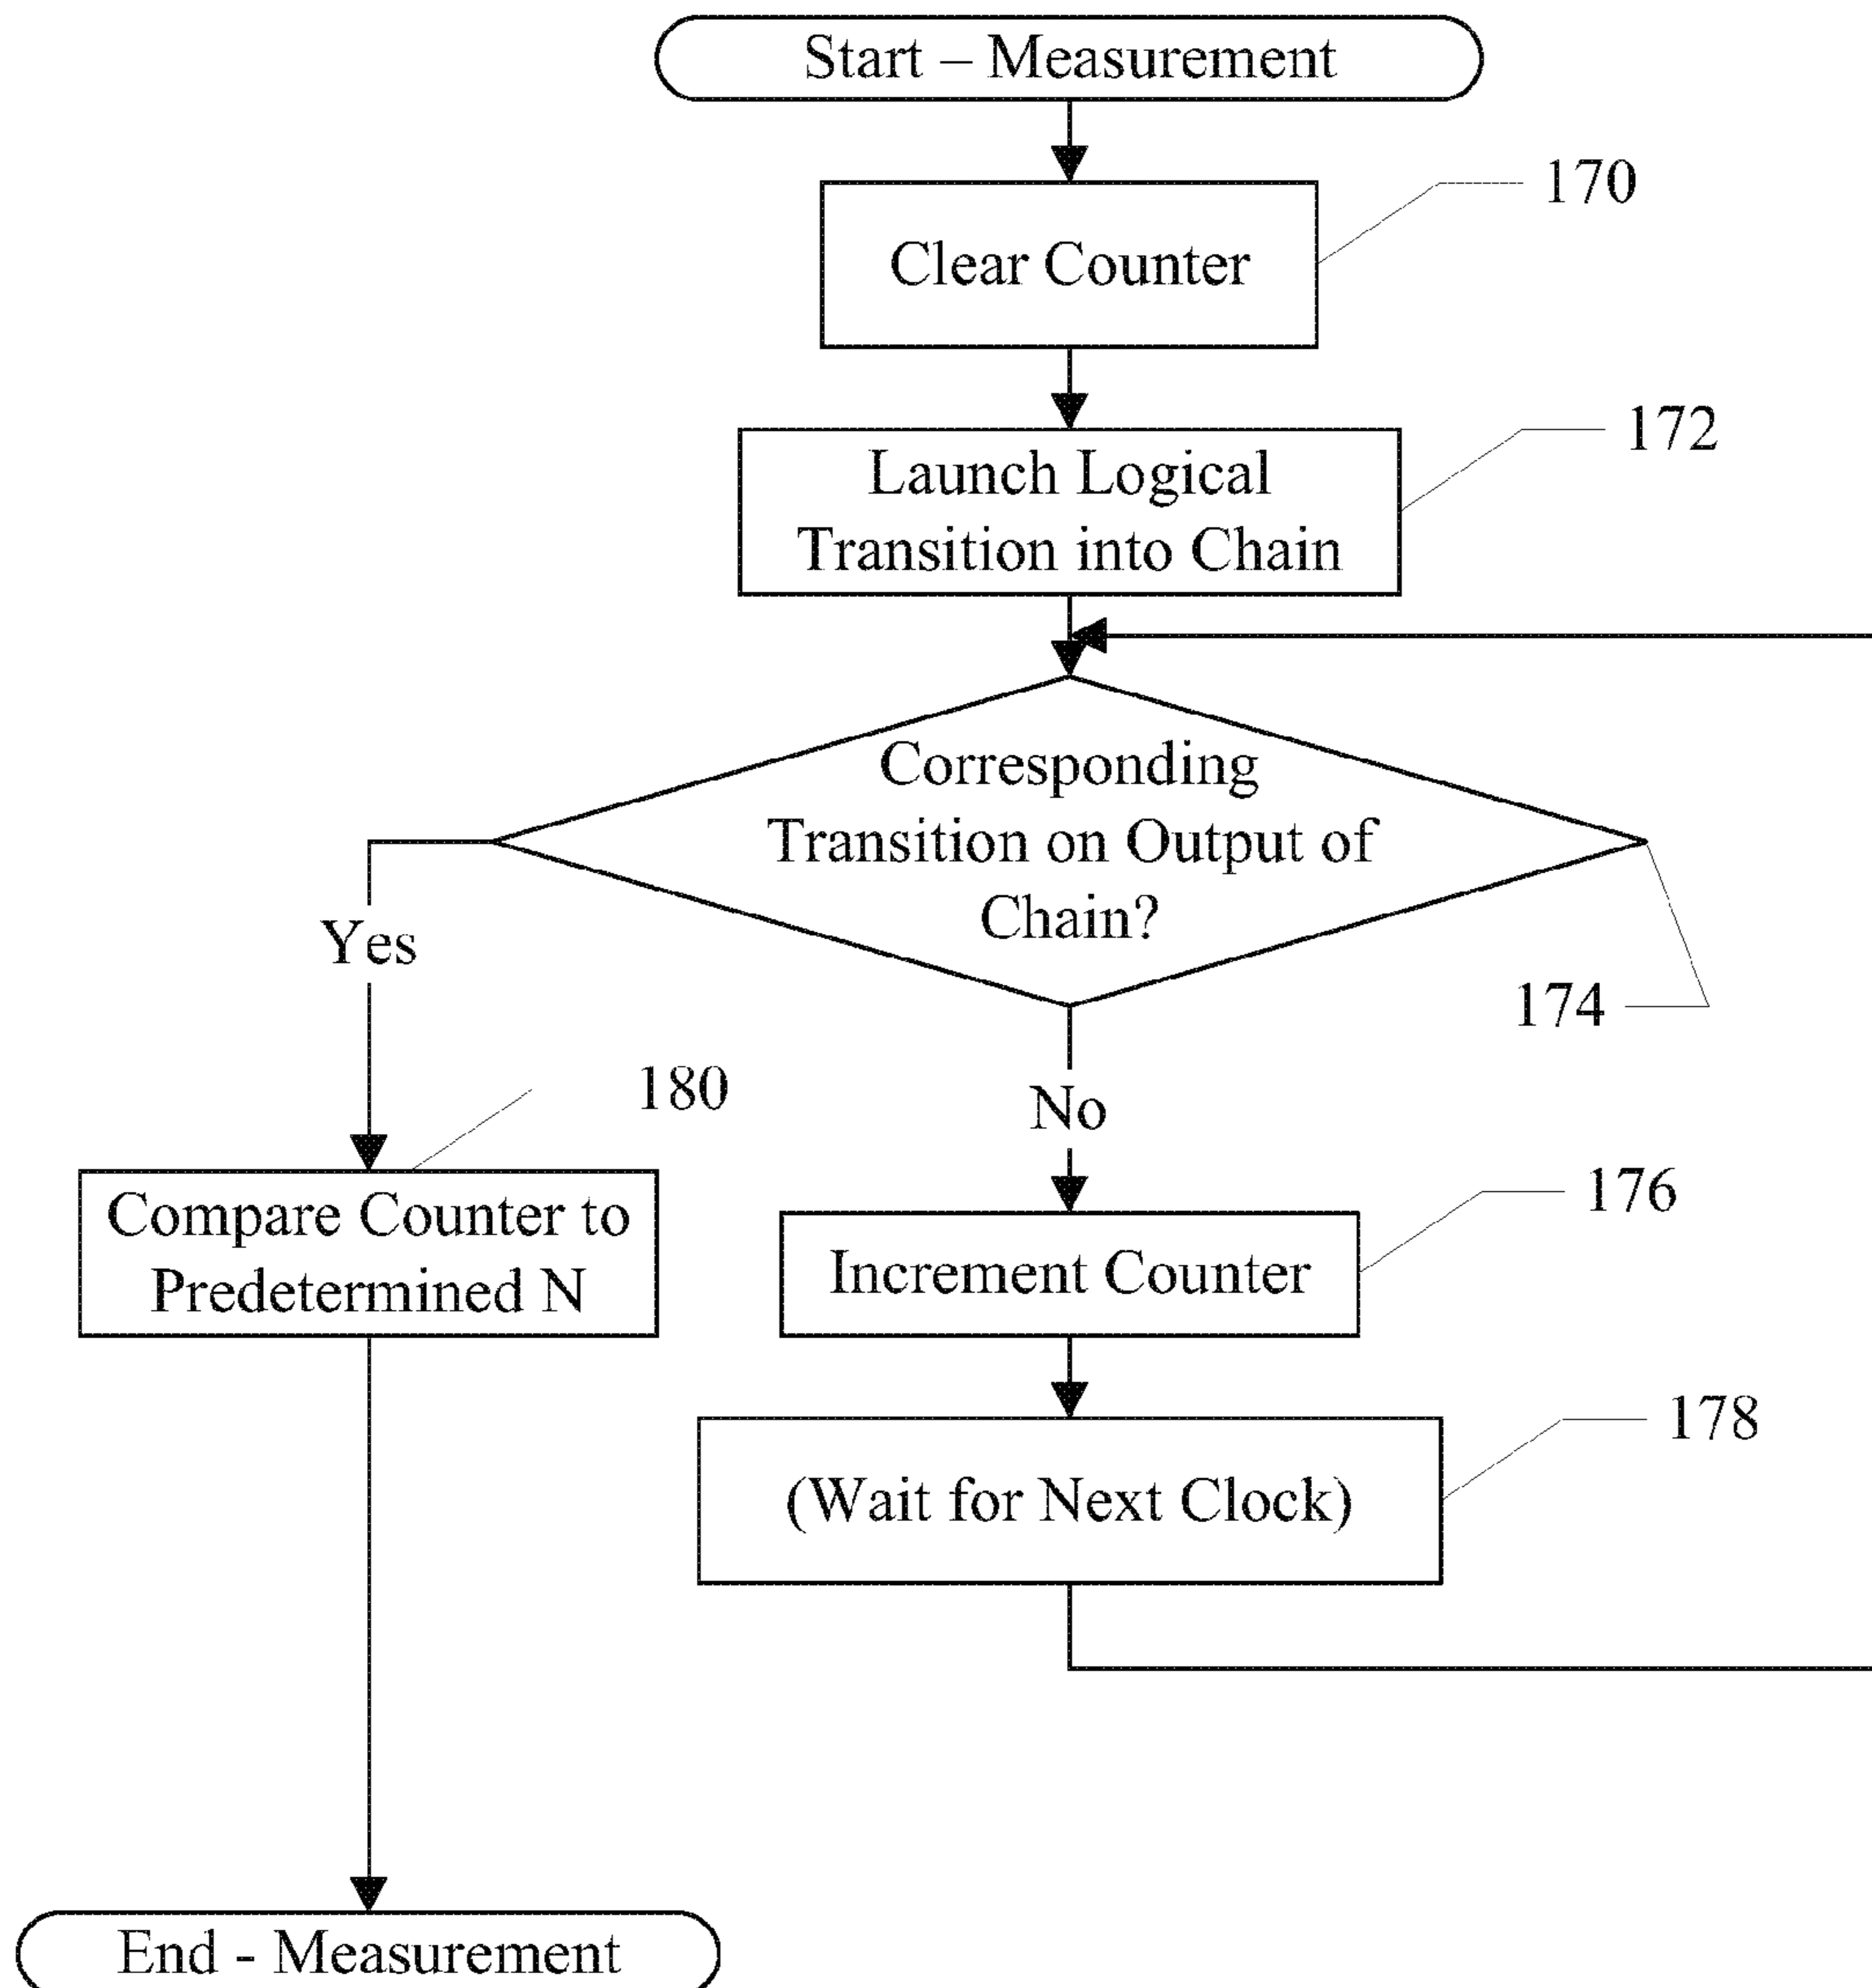 Start – Measurement
170
Clear Counter
172
Launch Logical
Transition into Chain
Corresponding
Transition on Output of
Chain?
Yes
174
180
No
Compare Counter to
Predetermined N
176
Increment Counter
178
(Wait for Next Clock)
End - Measurement